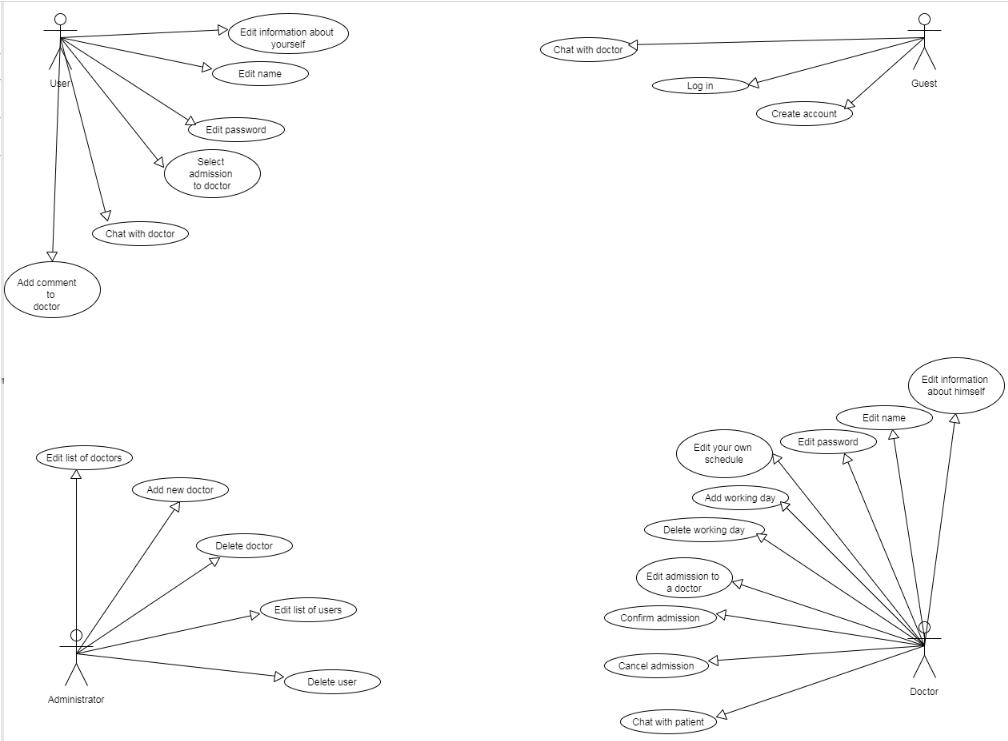 Edit information about
yourself
Edit name
User
Edit password
Select
admission
to doctor
Chat with doctor
Add comment
to
doctor
Chat with doctor
Log in
Guest
Create account
Edit list of doctors
Add new doctor
Delete doctor
Edit list of users
Delete user
Administrator
Edit information
about himself
Edit name
Edit password
Edit your own
schedule
Add working day
Delete working day
Edit admission to
a doctor
Confirm admission
Cancel admission
Doctor
Chat with patient